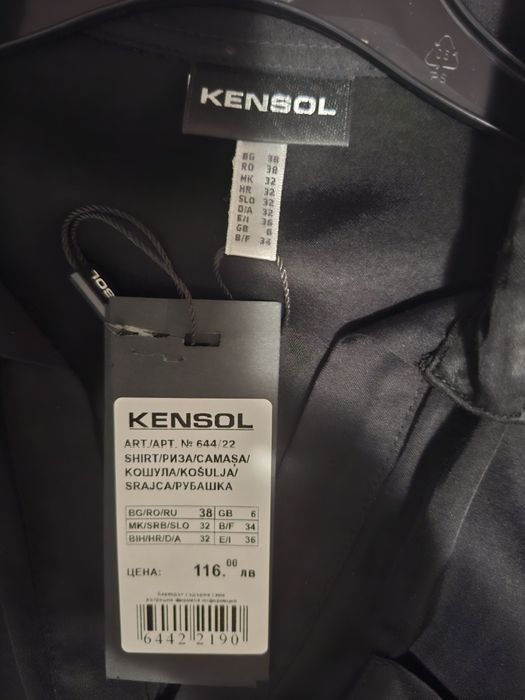 KENSOL
BG 38
RO 38
MK 32
HR 32
SLO 32
D/A 32
E/I 36
GB 6
B/F 34
KENSOL
ART./АРТ. № 644/22
SHIRT/РИЗА/CAMAȘA/
КОШУЛА/KOŠULJA/
SRAJCA/РУБАШКА
BG/RO/RU 38 GB 6
MK/SRB/SLO 32 B/F 34
BIH/HR/D/A 32 E/I 36
ЦЕНА: 116.00 лв
6442 2190
PS